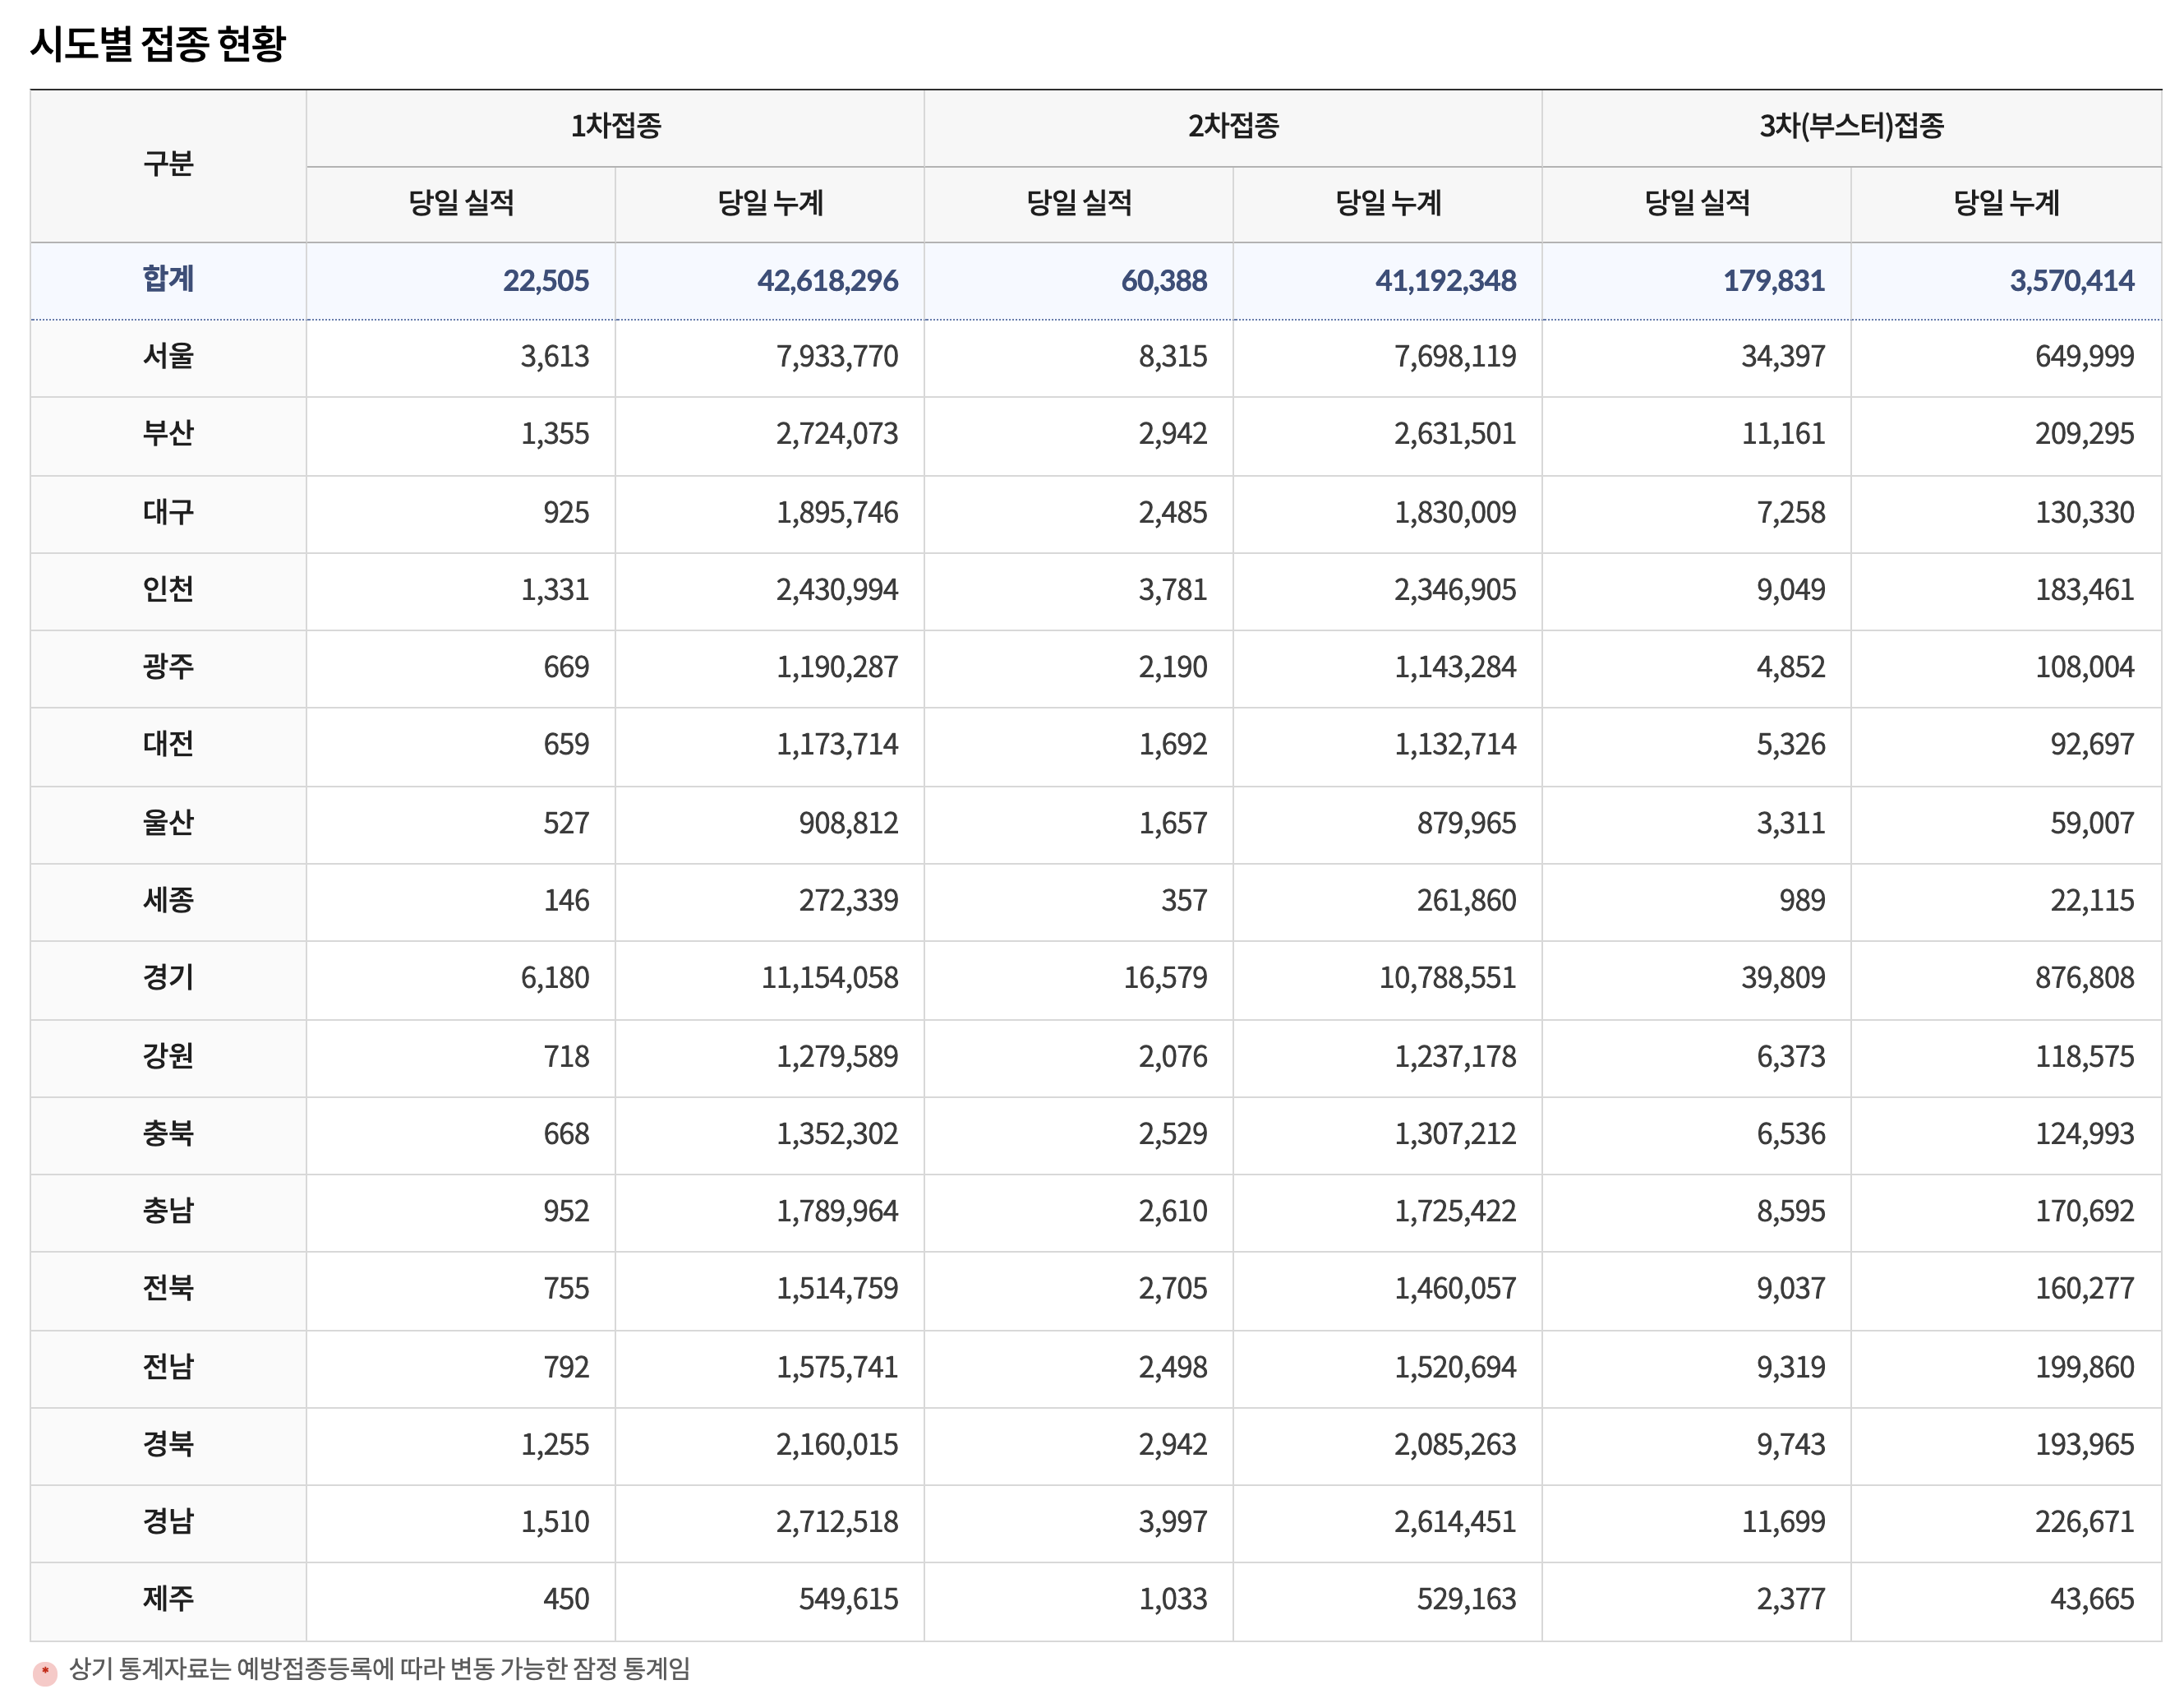 시도별 접종 현황
구분 1차접종 2차접종 3차(부스터)접종
당일 실적 당일 누계 당일 실적 당일 누계 당일 실적 당일 누계
합계 22,505 42,618,296 60,388 41,192,348 179,831 3,570,414
서울 3,613 7,933,770 8,315 7,698,119 34,397 649,999
부산 1,355 2,724,073 2,942 2,631,501 11,161 209,295
대구 925 1,895,746 2,485 1,830,009 7,258 130,330
인천 1,331 2,430,994 3,781 2,346,905 9,049 183,461
광주 669 1,190,287 2,190 1,143,284 4,852 108,004
대전 659 1,173,714 1,692 1,132,714 5,326 92,697
울산 527 908,812 1,657 879,965 3,311 59,007
세종 146 272,339 357 261,860 989 22,115
경기 6,180 11,154,058 16,579 10,788,551 39,809 876,808
강원 718 1,279,589 2,076 1,237,178 6,373 118,575
충북 668 1,352,302 2,529 1,307,212 6,536 124,993
충남 952 1,789,964 2,610 1,725,422 8,595 170,692
전북 755 1,514,759 2,705 1,460,057 9,037 160,277
전남 792 1,575,741 2,498 1,520,694 9,319 199,860
경북 1,255 2,160,015 2,942 2,085,263 9,743 193,965
경남 1,510 2,712,518 3,997 2,614,451 11,699 226,671
제주 450 549,615 1,033 529,163 2,377 43,665
* 상기 통계자료는 예방접종등록에 따라 변동 가능한 잠정 통계임